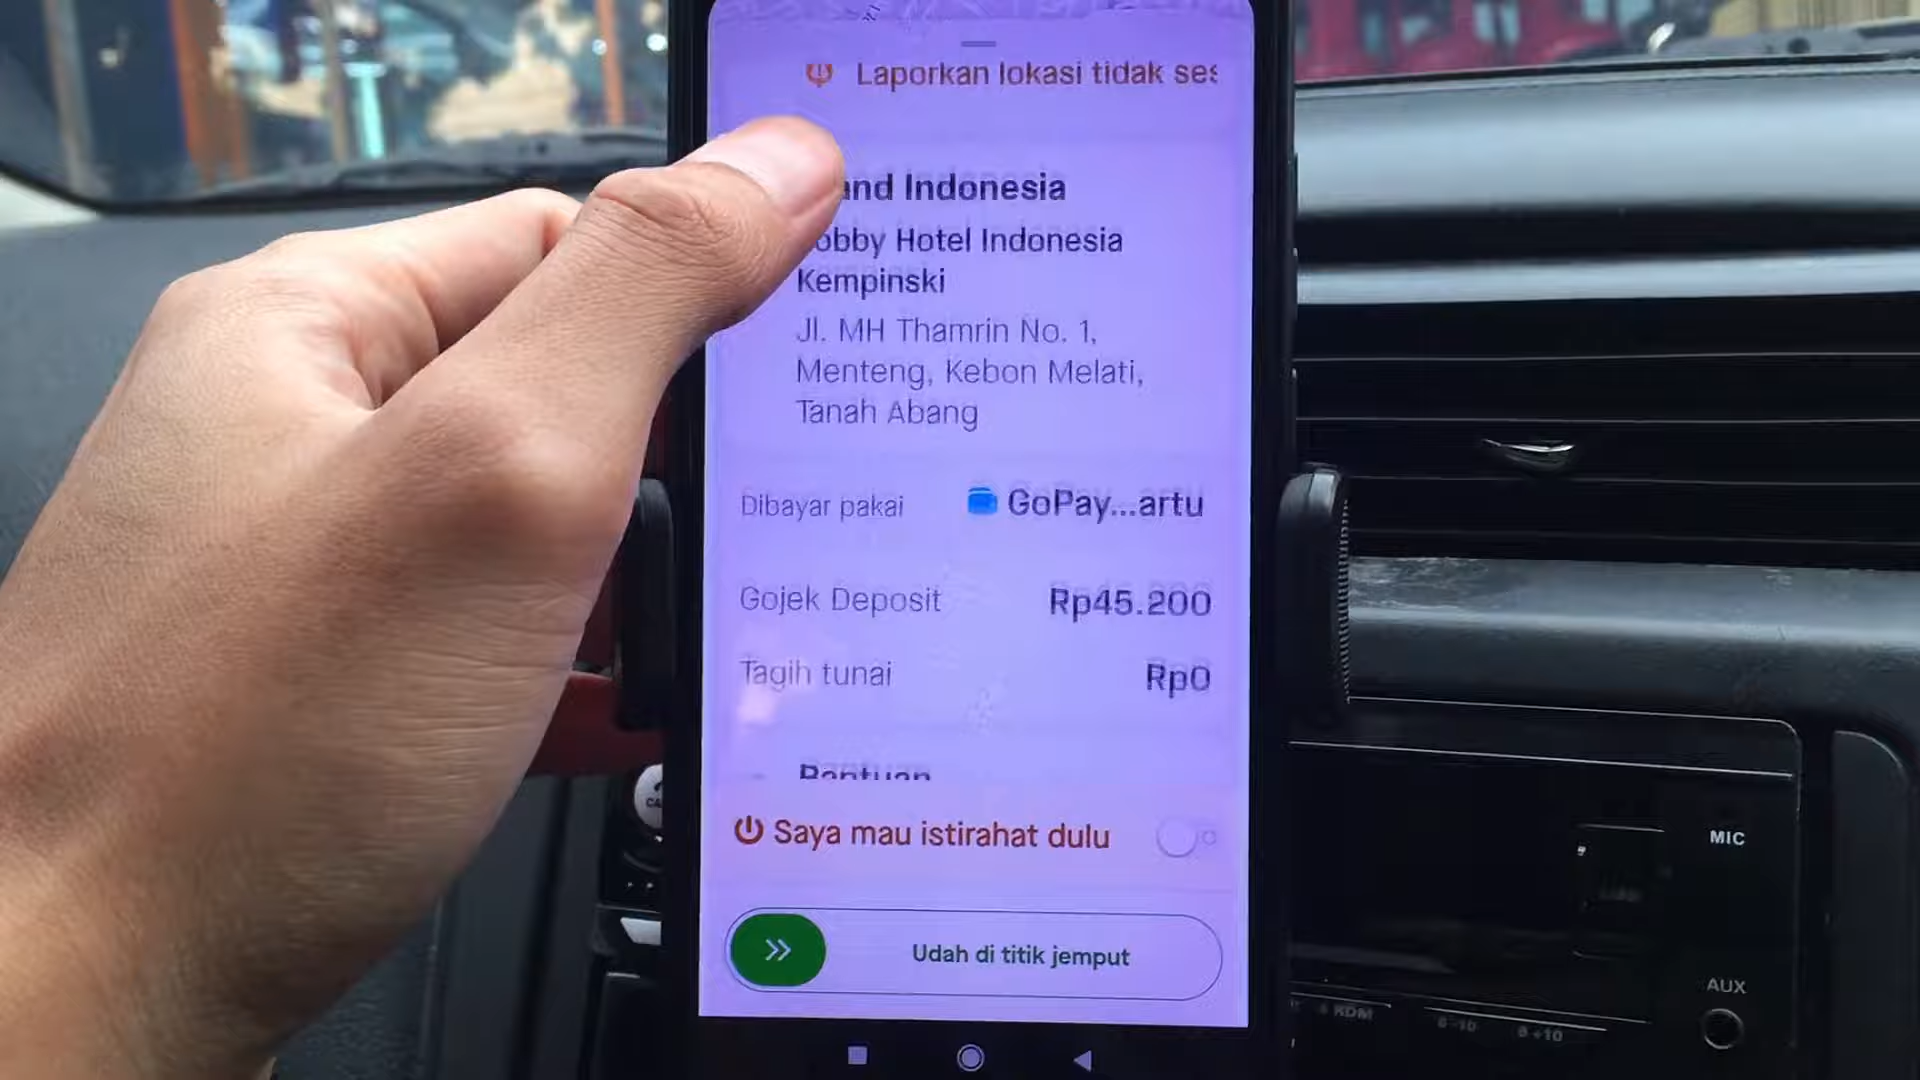 Laporkan lokasi tidak ses
and Indonesia
obby Hotel Indonesia
Kempinski
Jl. MH Thamrin No. 1,
Menteng, Kebon Melati,
Tanah Abang
Dibayar pakai GoPay...artu
Gojek Deposit Rp45.200
Tagih tunai Rp0
Bantuan
Saya mau istirahat dulu
Udah di titik jemput
MIC
AUX